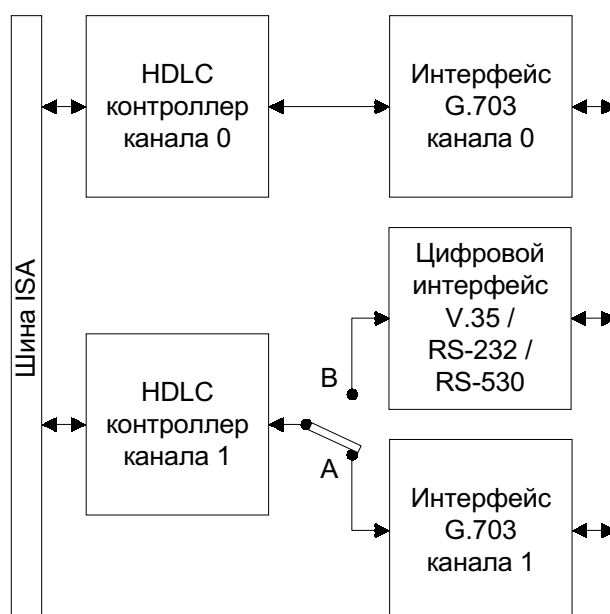 HDLC
контроллер
канала 0
Интерфейс
G.703
канала 0
Шина ISA
Цифровой
интерфейс
V.35 /
RS-232 /
RS-530
B
HDLC
контроллер
канала 1
A
Интерфейс
G.703
канала 1